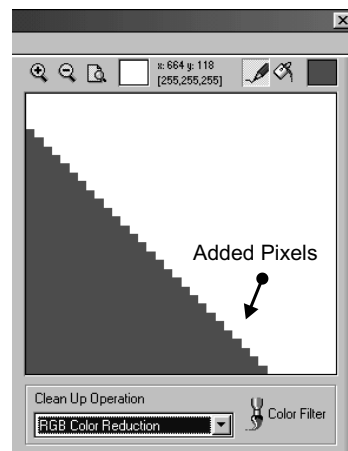 x: 664 y: 118
[255,255,255]
Added Pixels
Clean Up Operation
RGB Color Reduction
Color Filter